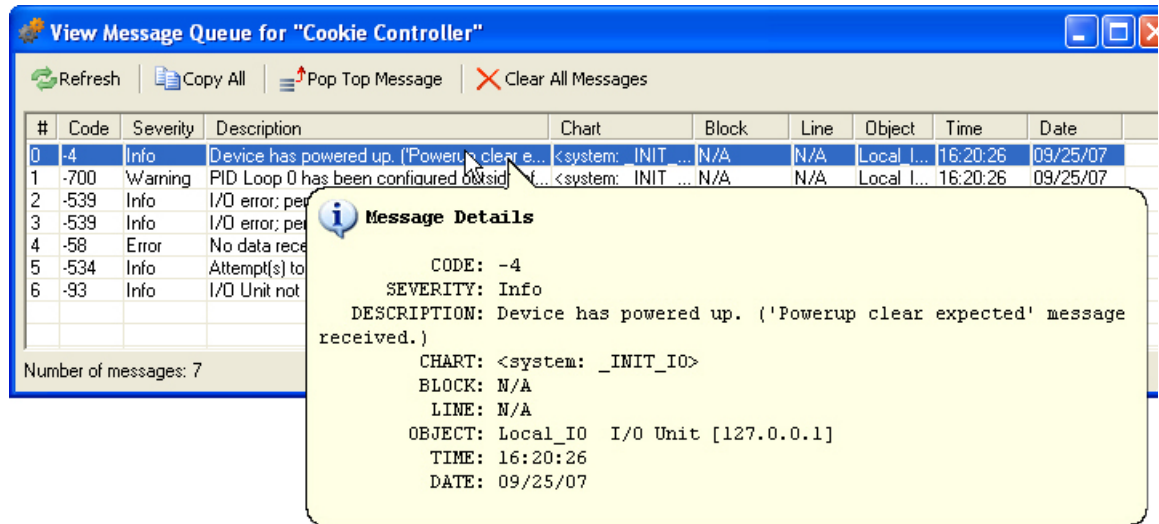 View Message Queue for "Cookie Controller"
Refresh Copy All Pop Top Message Clear All Messages
# Code Severity Description Chart Block Line Object Time Date
0 -4 Info Device has powered up. ('Powerup clear e... <system: _INIT_... N/A N/A Local_I... 16:20:26 09/25/07
1 -700 Warning PID Loop 0 has been configured outside of... <system: _INIT_... N/A N/A Local_I... 16:20:26 09/25/07
2 -539 Info I/O error; per
3 -539 Info I/O error; per
4 -58 Error No data rece
5 -534 Info Attempt(s) to
6 -93 Info I/O Unit not
Number of messages: 7
Message Details
CODE: -4
SEVERITY: Info
DESCRIPTION: Device has powered up. ('Powerup clear expected' message
received.)
CHART: <system: _INIT_IO>
BLOCK: N/A
LINE: N/A
OBJECT: Local_IO I/O Unit [127.0.0.1]
TIME: 16:20:26
DATE: 09/25/07